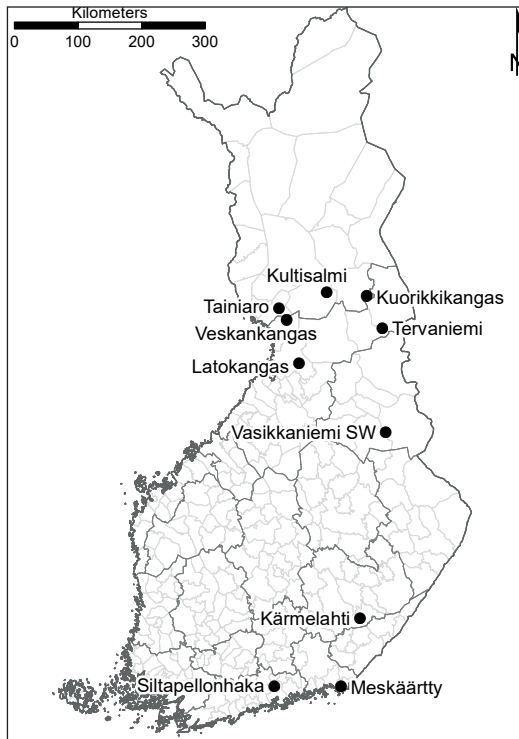 Kilometers
0 100 200 300
N
Kultisalmi
Kuorikkikangas
Tainiaro
Veskankangas
Tervaniemi
Latokangas
Vasikkaniemi SW
Kärmelahti
Siltapellonhaka
Meskäärtty